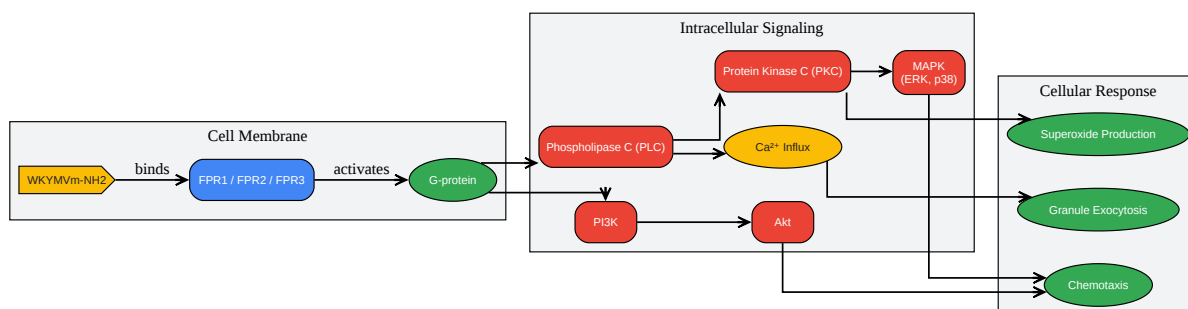 Intracellular Signaling
Protein Kinase C (PKC)
MAPK
(ERK, p38)
Cellular Response
Cell Membrane
Superoxide Production
Phospholipase C (PLC)
Ca²⁺ Influx
WKYMVm-NH2
binds
FPR1 / FPR2 / FPR3
activates
G-protein
PI3K
Akt
Granule Exocytosis
Chemotaxis